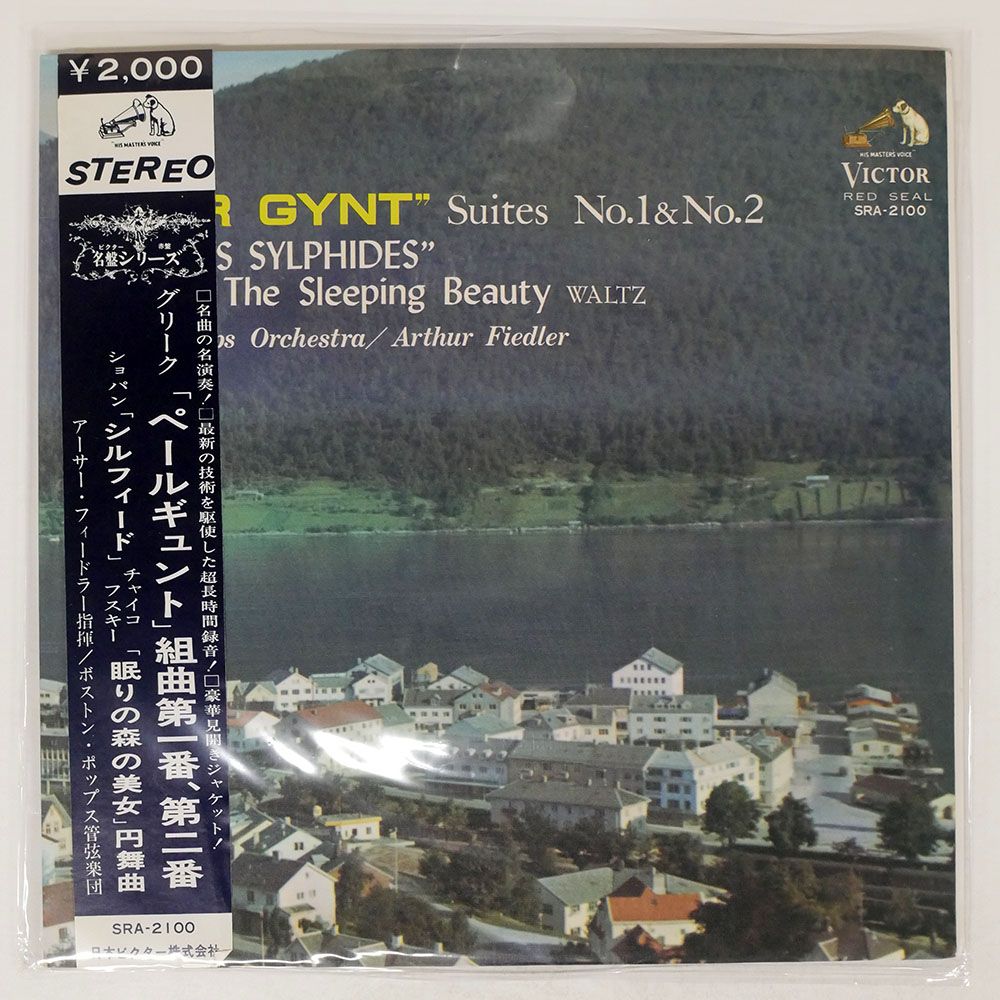 ¥2,000
"HIS MASTERS VOICE"
STEREO
ビクター 赤盤
名盤シリーズ
□名曲の名演奏!□最新の技術を駆使した超長時間録音!□豪華見開きジャケット!
グリーク「ペールギュント」組曲第一番、第二番
ショパン「シルフィード」チャイコフスキー「眠りの森の美女」円舞曲
アーサー・フィードラー指揮/ボストン・ポップス管弦楽団
SRA-2100
日本ビクター株式会社
R GYNT" Suites No.1 & No.2
S SYLPHIDES"
The Sleeping Beauty WALTZ
ps Orchestra/Arthur Fiedler
"HIS MASTERS VOICE"
VICTOR
RED SEAL
SRA-2100